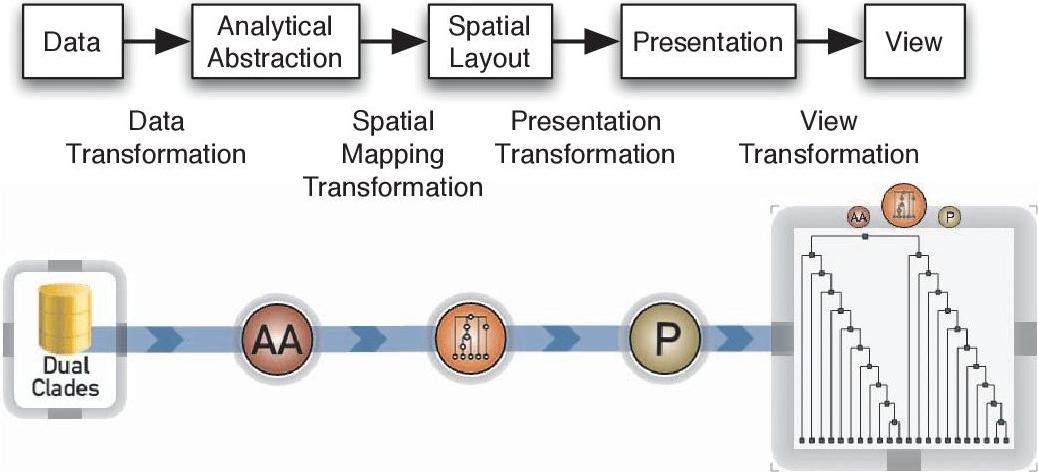 Data
Analytical
Abstraction
Spatial
Layout
Presentation
View
Data
Transformation
Spatial
Mapping
Transformation
Presentation
Transformation
View
Transformation
AA
P
Dual
Clades
AA
P